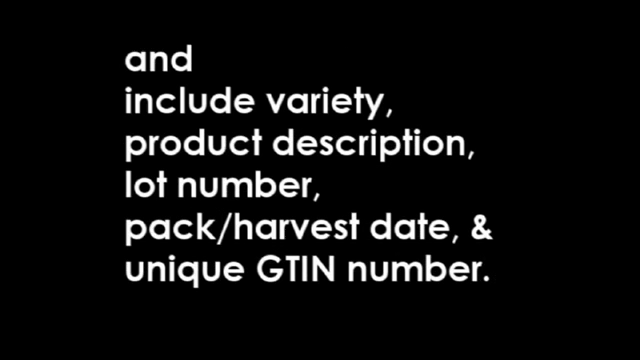 and
include variety,
product description,
lot number,
pack/harvest date, &
unique GTIN number.